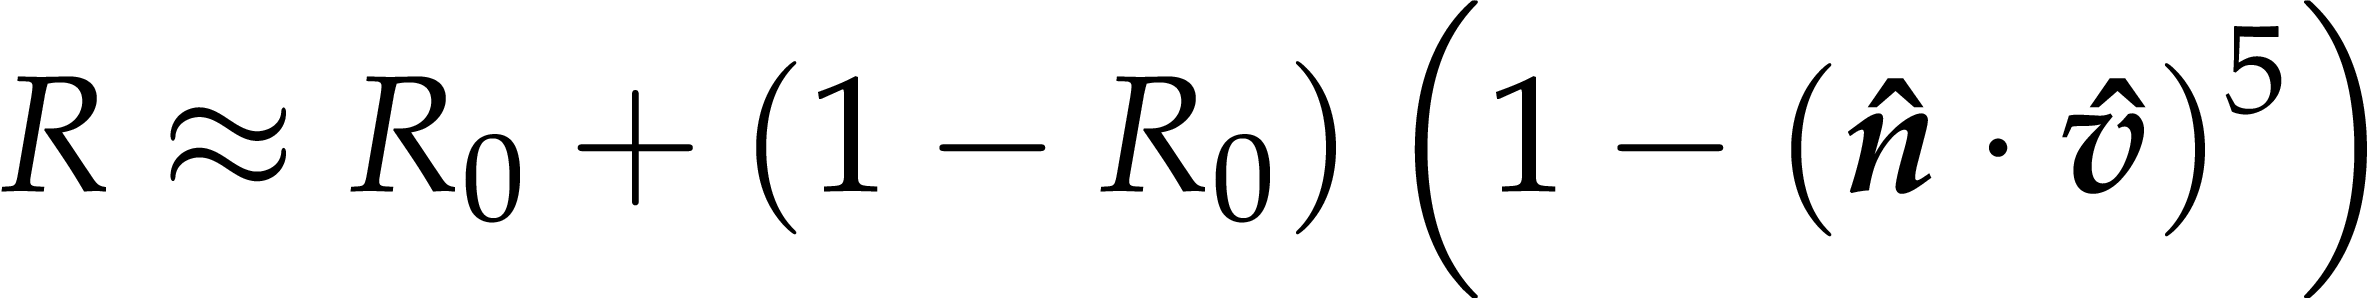 R ≈ R₀ + (1 − R₀) (1 − (n̂ · v̂)⁵)